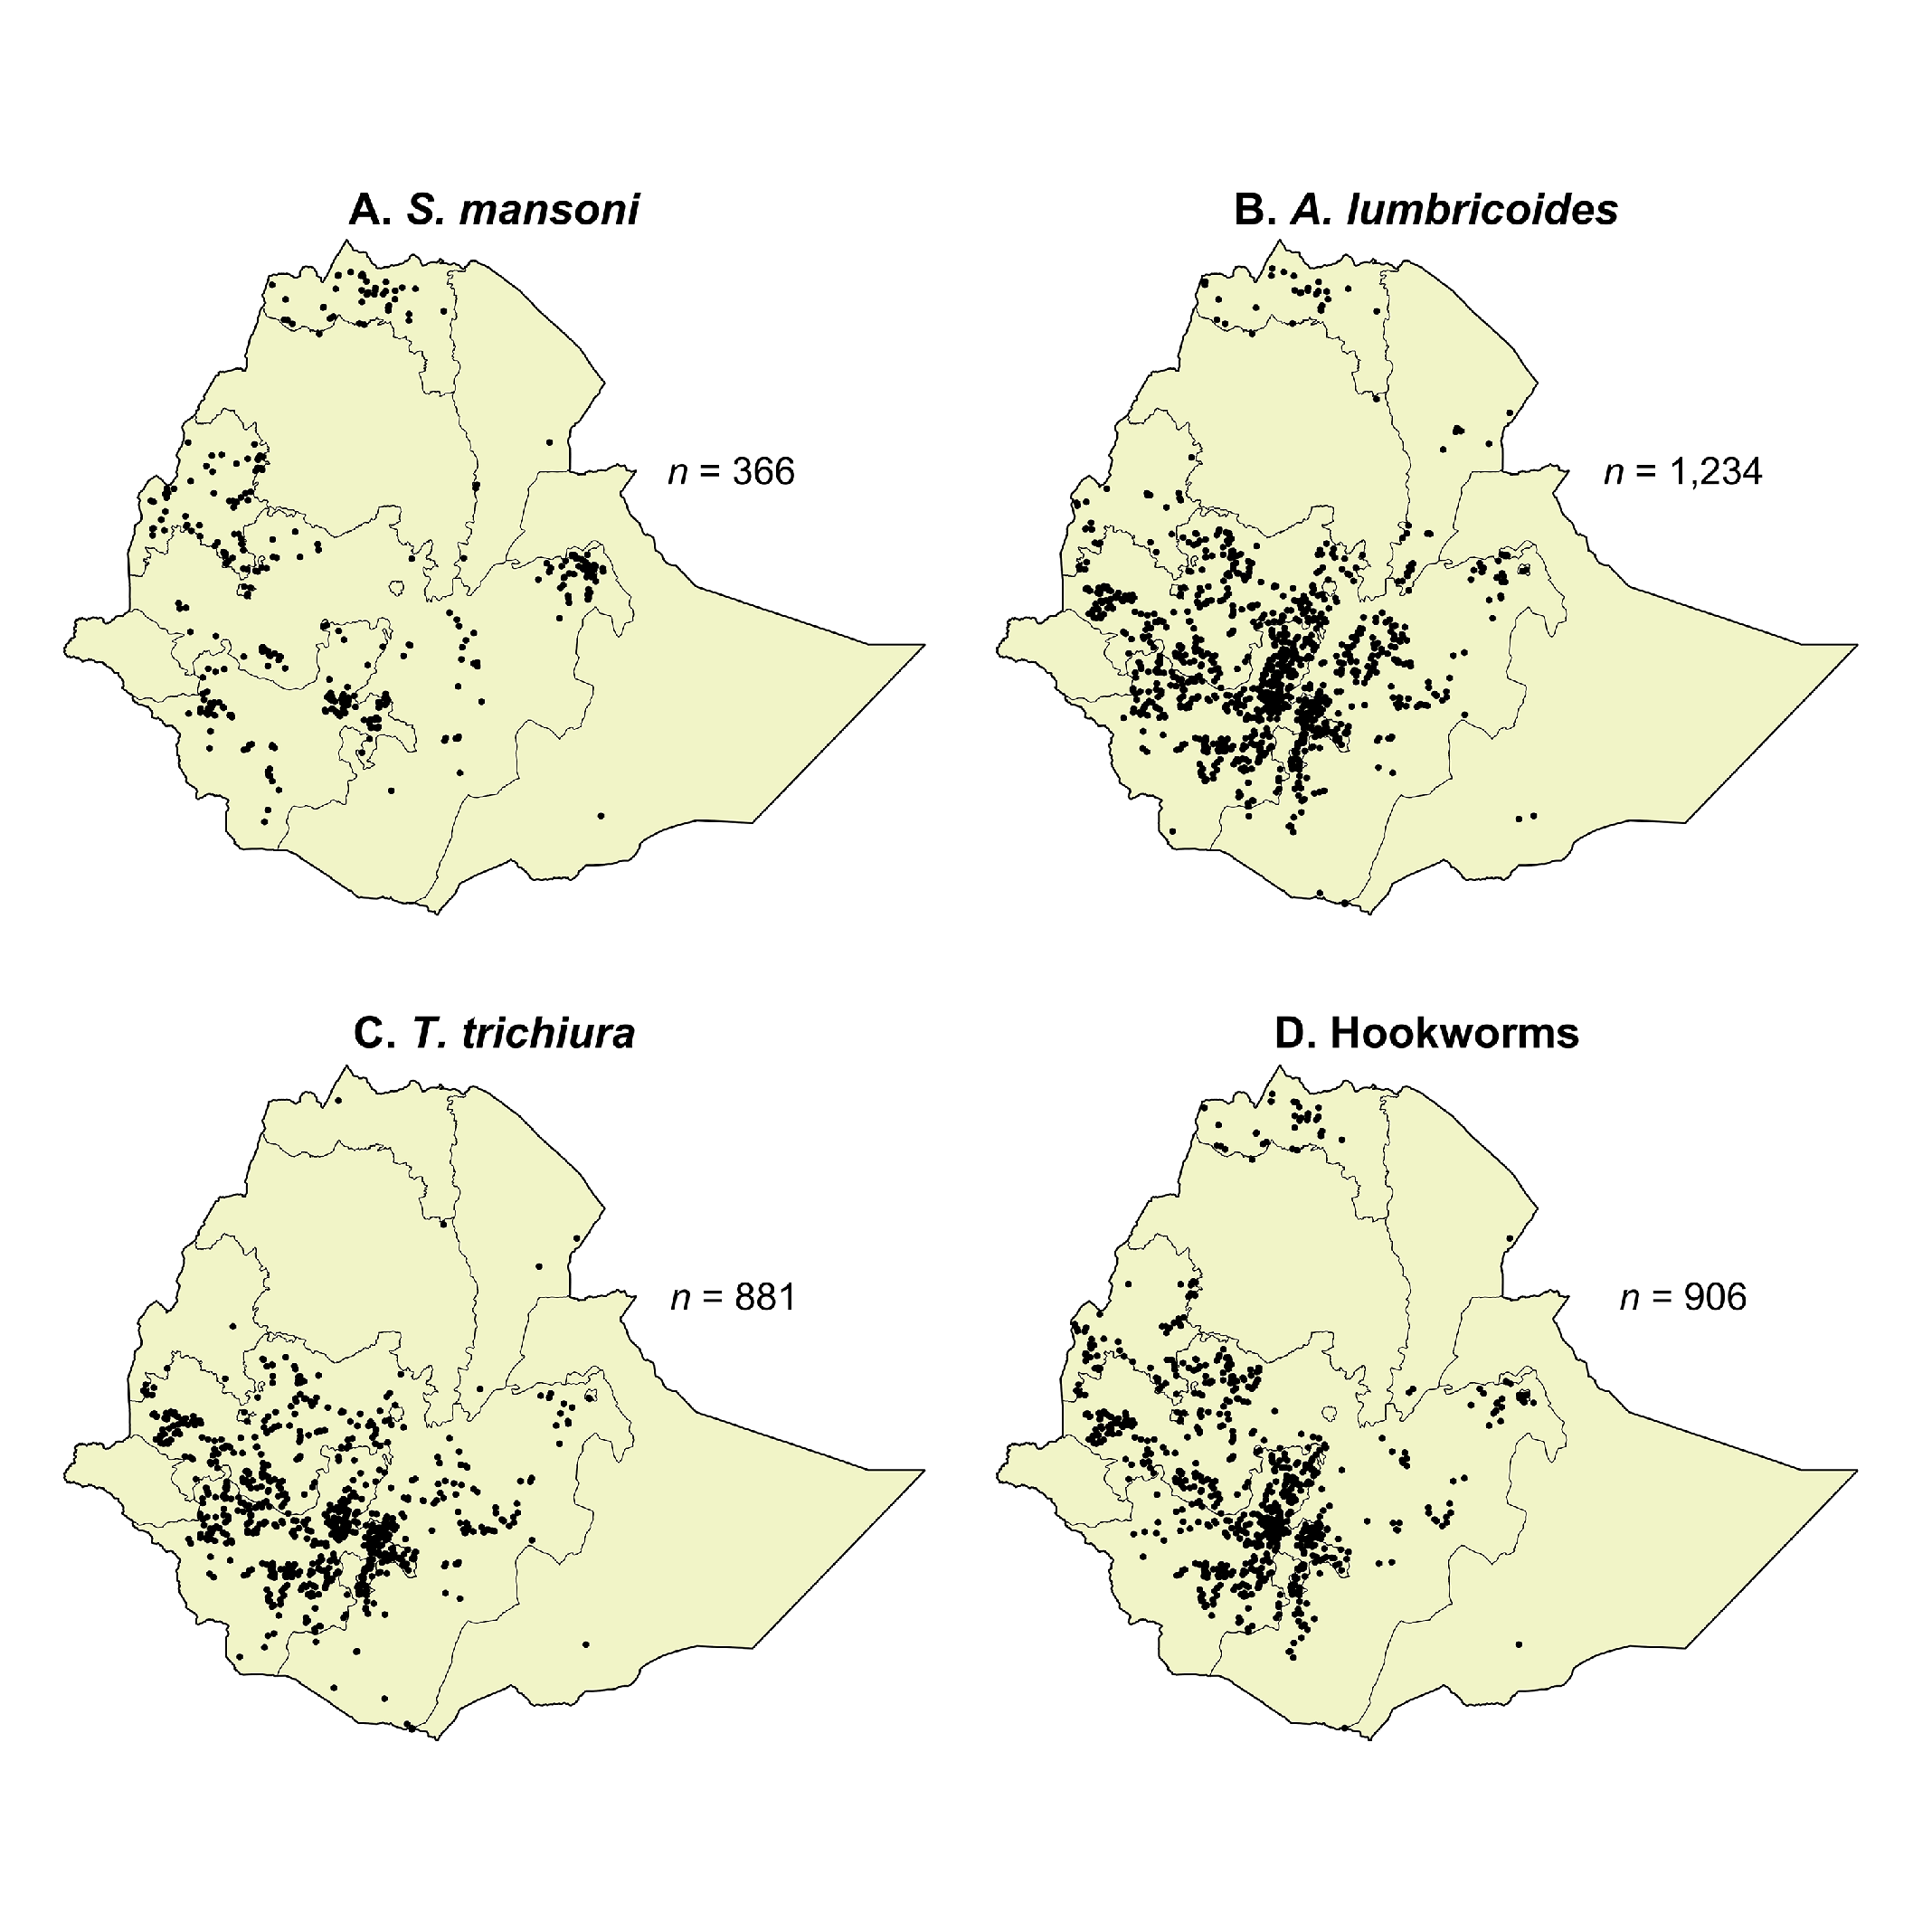 A. S. mansoni
B. A. lumbricoides
n = 366
n = 1,234
C. T. trichiura
D. Hookworms
n = 881
n = 906